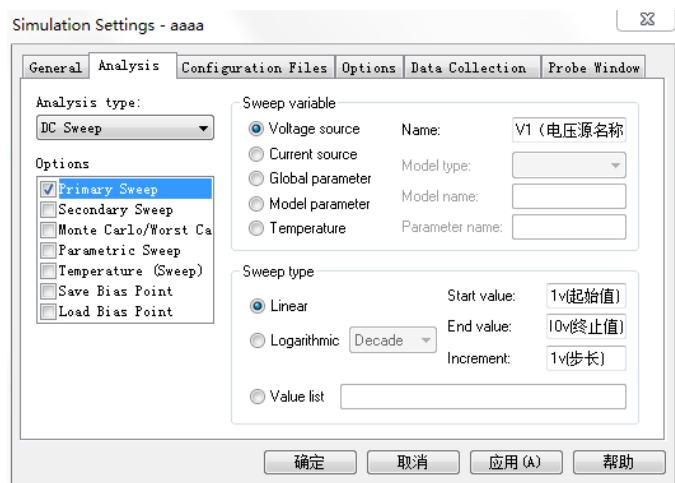 Simulation Settings - aaaa
General Analysis Configuration Files Options Data Collection Probe Window
Analysis type:
DC Sweep
Options
Primary Sweep
Secondary Sweep
Monte Carlo/Worst Ca
Parametric Sweep
Temperature (Sweep)
Save Bias Point
Load Bias Point
Sweep variable
Voltage source
Current source
Global parameter
Model parameter
Temperature
Name: V1（电压源名称
Model type:
Model name:
Parameter name:
Sweep type
Linear
Logarithmic Decade
Value list
Start value: 1v(起始值)
End value: 10v(终止值)
Increment: 1v(步长)
确定 取消 应用(A) 帮助